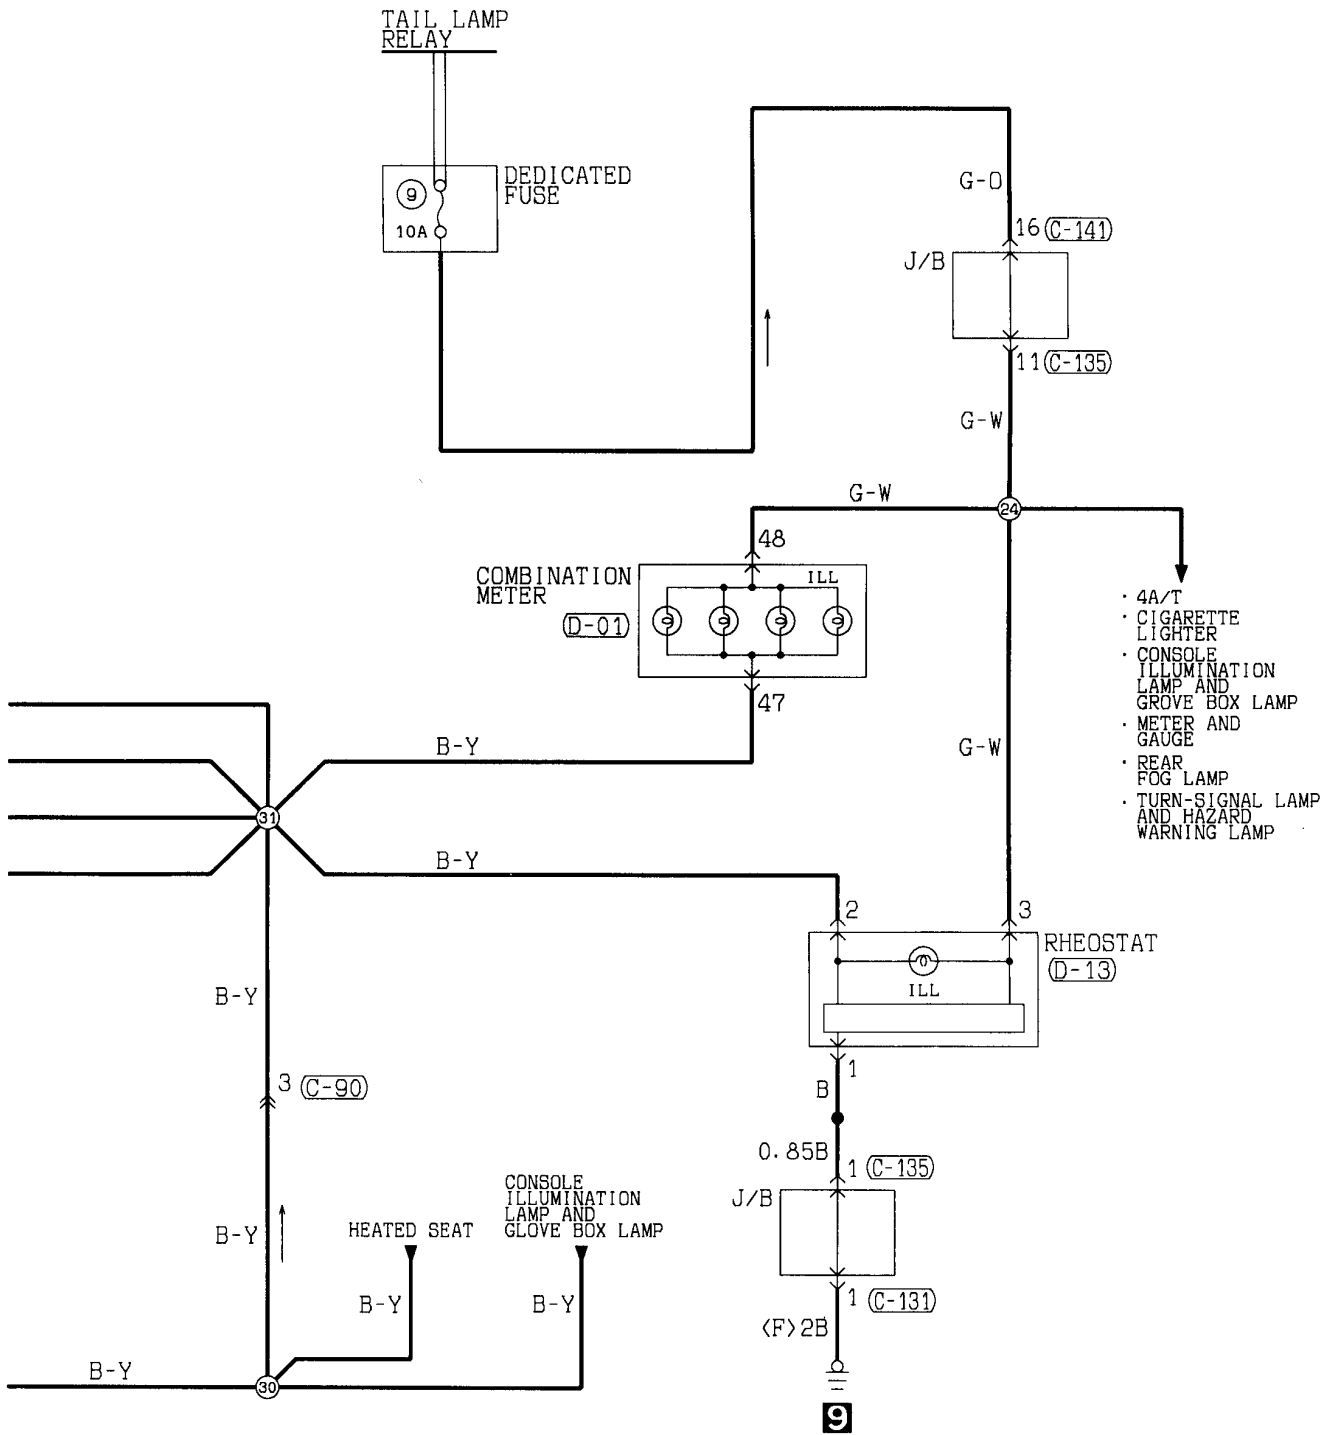 TAIL LAMP
RELAY
DEDICATED
FUSE
9
10A
G-O
16 (C-141)
J/B
11 (C-135)
G-W
G-W
24
48
COMBINATION
METER
ILL
(D-01)
47
· 4A/T
· CIGARETTE
LIGHTER
· CONSOLE
ILLUMINATION
LAMP AND
GROVE BOX LAMP
· METER AND
GAUGE
· REAR
FOG LAMP
· TURN-SIGNAL LAMP
AND HAZARD
WARNING LAMP
B-Y
G-W
31
B-Y
2
3
RHEOSTAT
(D-13)
ILL
B-Y
1
B
3 (C-90)
0.85B
1 (C-135)
J/B
CONSOLE
ILLUMINATION
LAMP AND
GLOVE BOX LAMP
HEATED SEAT
B-Y
B-Y
B-Y
1 (C-131)
<F>2B
B-Y
30
9